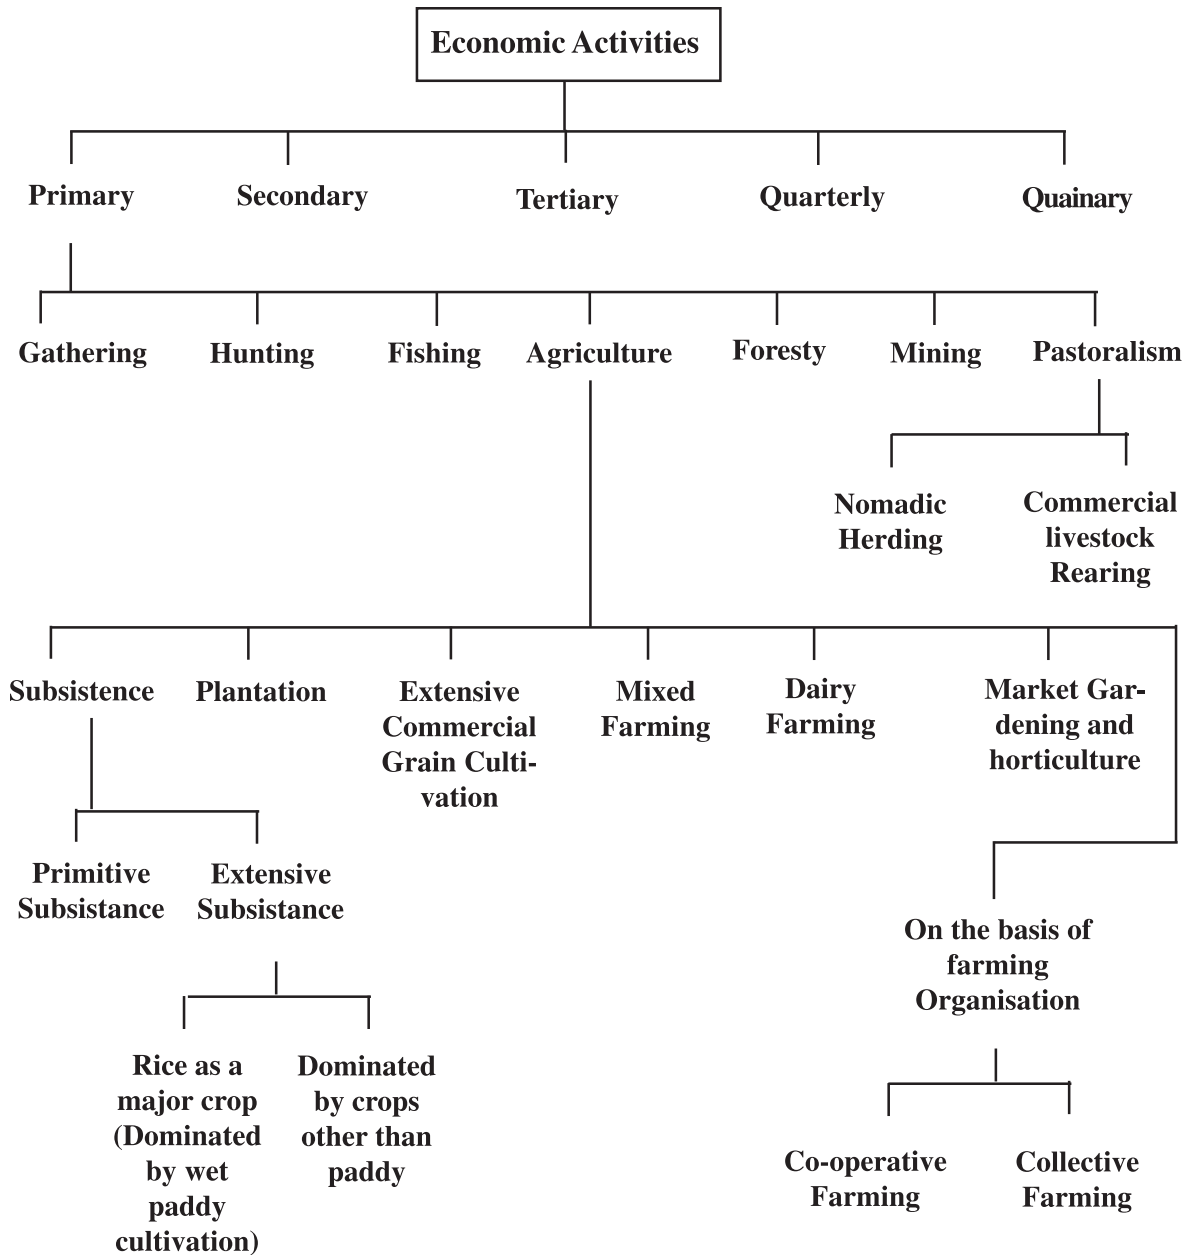 Economic Activities
Primary
Secondary
Tertiary
Quarterly
Quainary
Gathering
Hunting
Fishing
Agriculture
Foresty
Mining
Pastoralism
Nomadic
Herding
Commercial
livestock
Rearing
Subsistence
Plantation
Extensive
Commercial
Grain Culti-
vation
Mixed
Farming
Dairy
Farming
Market Gar-
dening and
horticulture
Primitive
Subsistance
Extensive
Subsistance
On the basis of
farming
Organisation
Rice as a
major crop
(Dominated
by wet
paddy
cultivation)
Dominated
by crops
other than
paddy
Co-operative
Farming
Collective
Farming